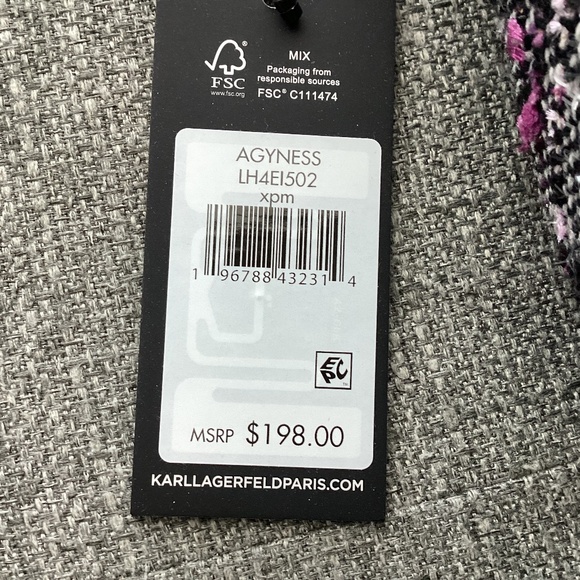 MIX
Packaging from
responsible sources
FSC® C111474
FSC
www.fsc.org
AGYNESS
LH4EI502
xpm
1 96788 43231 4
EPC™
MSRP $198.00
KARLLAGERFELDPARIS.COM